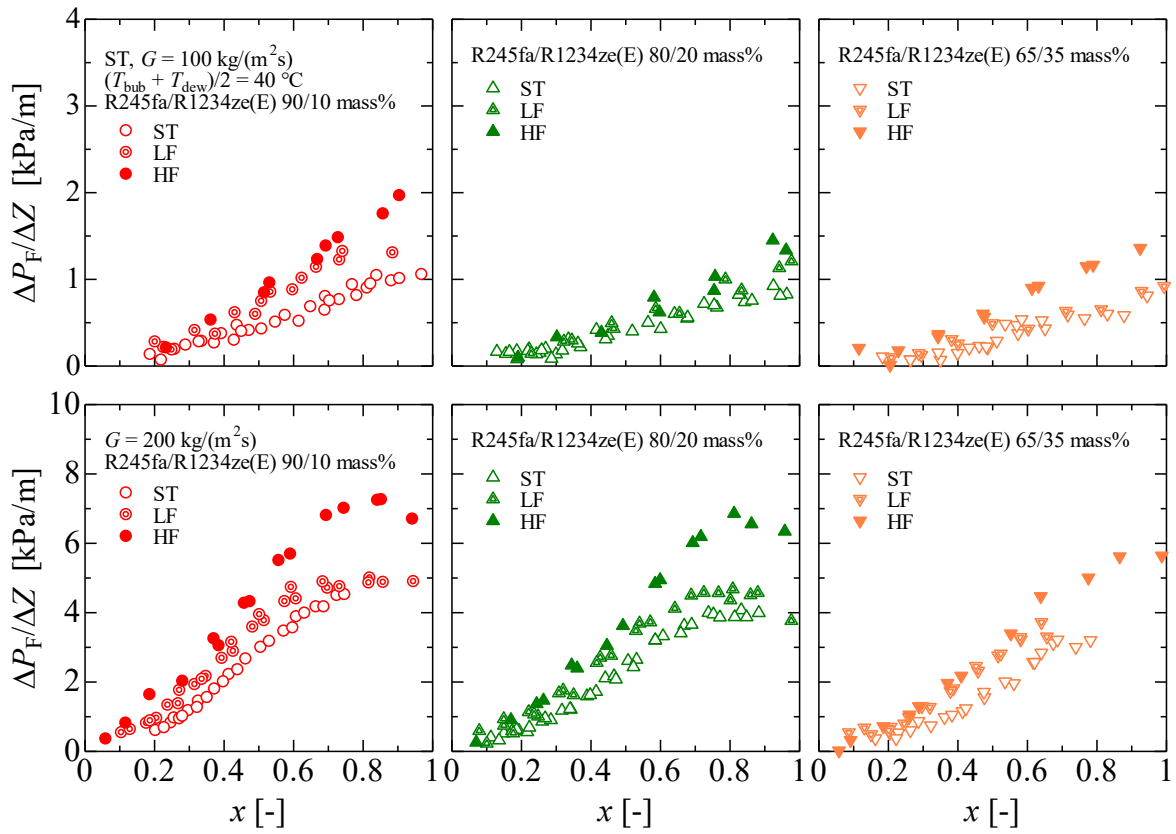 ΔP_F/ΔZ [kPa/m]
4
3
2
1
0
ST, G = 100 kg/(m²s)
(T_bub + T_dew)/2 = 40 °C
R245fa/R1234ze(E) 90/10 mass%
ST
LF
HF
R245fa/R1234ze(E) 80/20 mass%
ST
LF
HF
R245fa/R1234ze(E) 65/35 mass%
ST
LF
HF
ΔP_F/ΔZ [kPa/m]
10
8
6
4
2
0
G = 200 kg/(m²s)
R245fa/R1234ze(E) 90/10 mass%
ST
LF
HF
R245fa/R1234ze(E) 80/20 mass%
ST
LF
HF
R245fa/R1234ze(E) 65/35 mass%
ST
LF
HF
0 0.2 0.4 0.6 0.8 1
0.2 0.4 0.6 0.8 1
0.2 0.4 0.6 0.8 1
x [-]
x [-]
x [-]